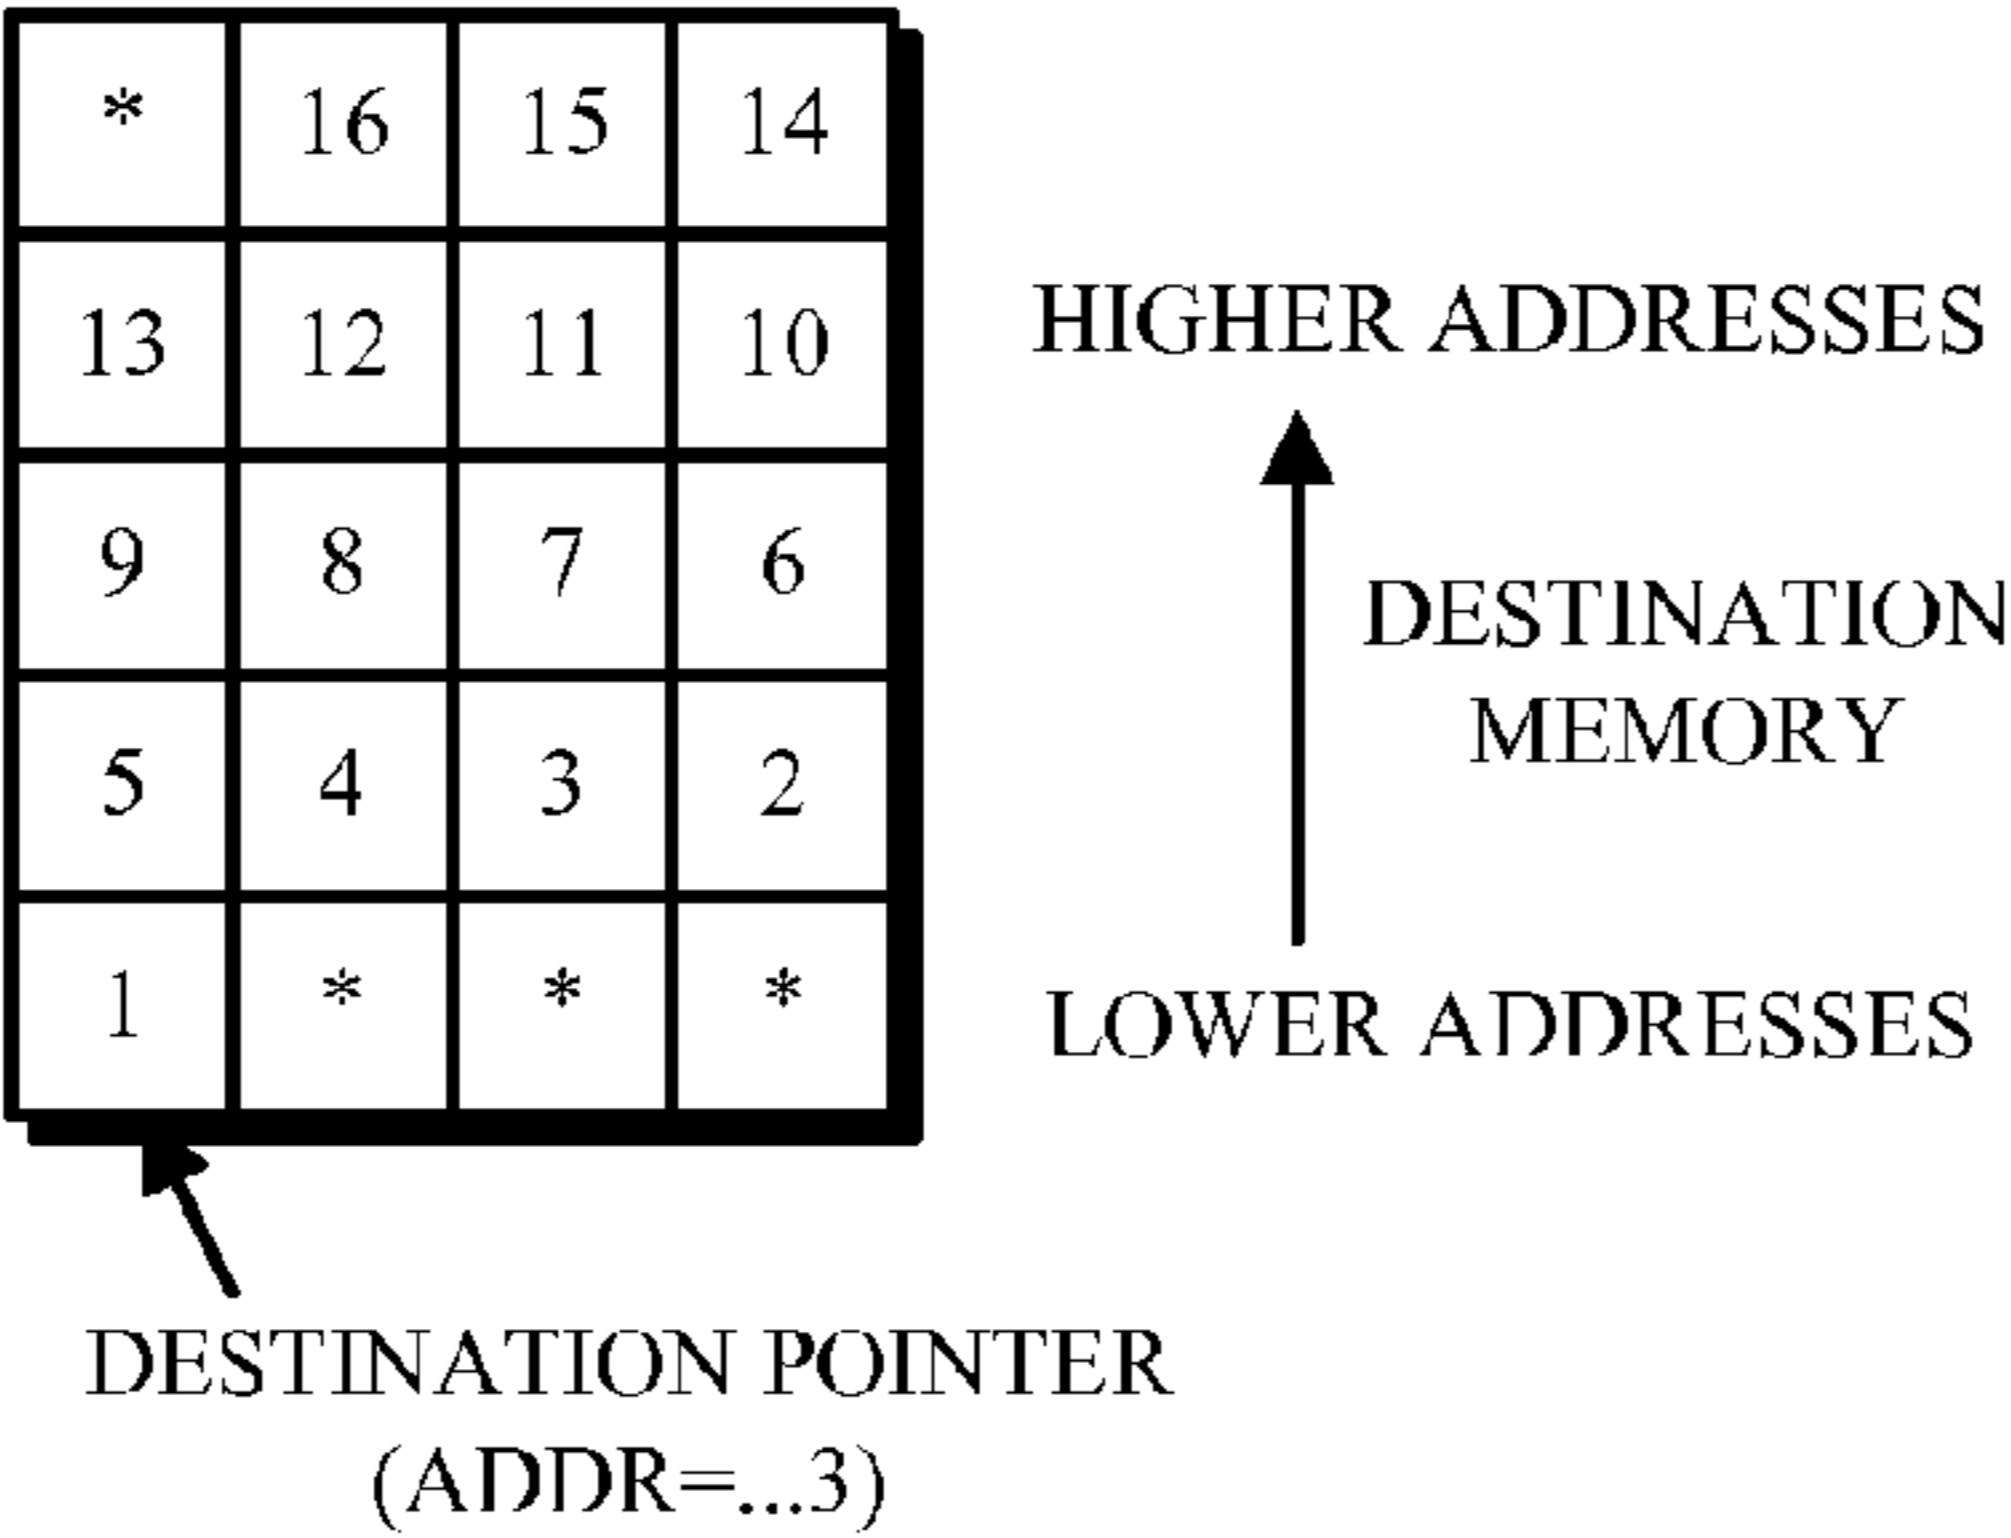 * 16 15 14
13 12 11 10
9 8 7 6
5 4 3 2
1 * * *
HIGHER ADDRESSES
DESTINATION
MEMORY
LOWER ADDRESSES
DESTINATION POINTER
(ADDR=...3)